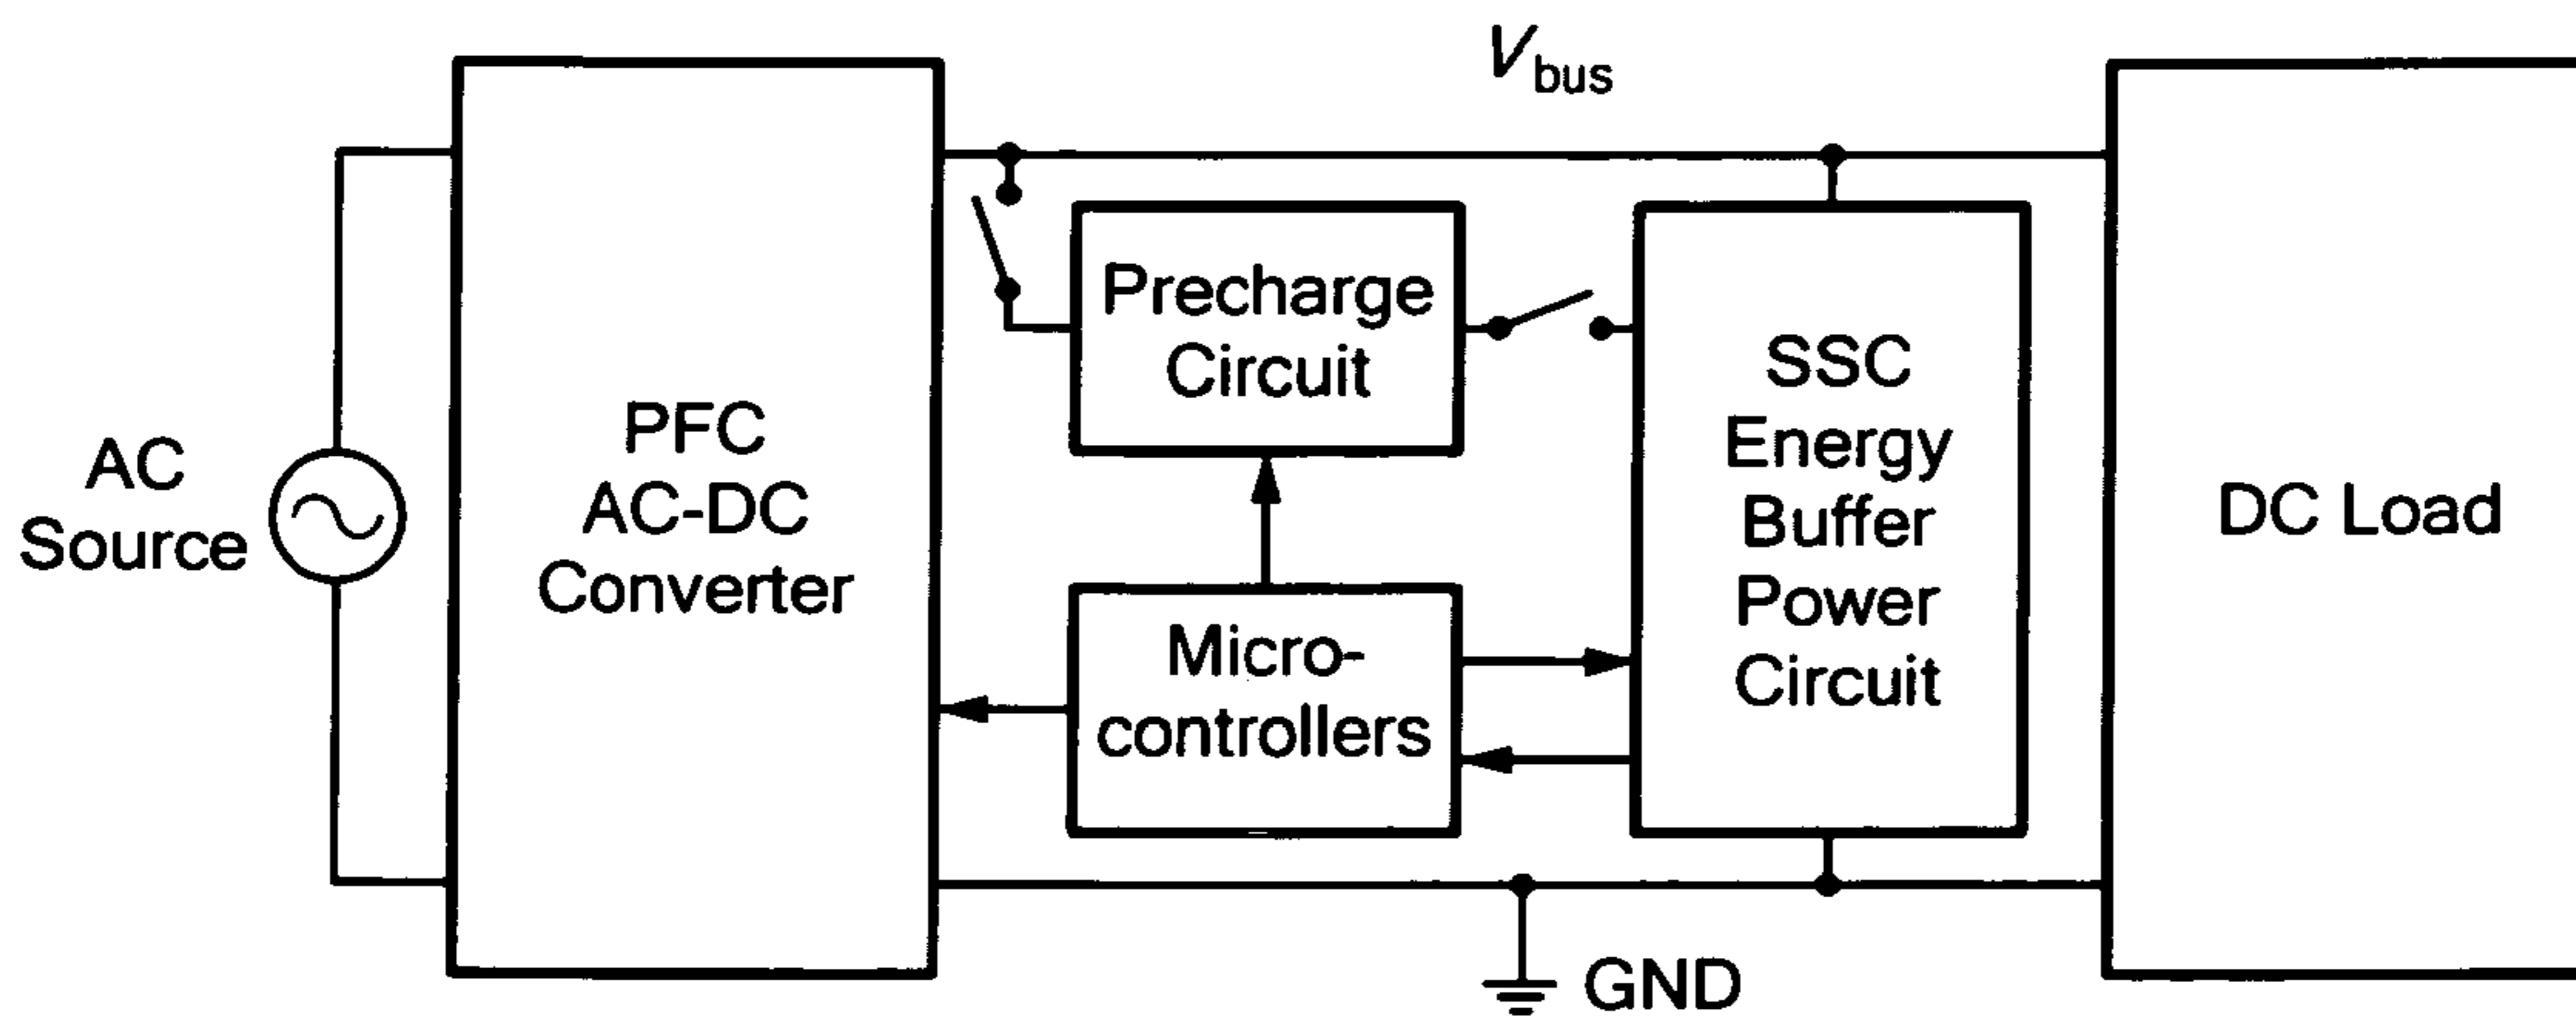 V_bus
AC
Source
PFC
AC-DC
Converter
Precharge
Circuit
Micro-
controllers
SSC
Energy
Buffer
Power
Circuit
DC Load
GND